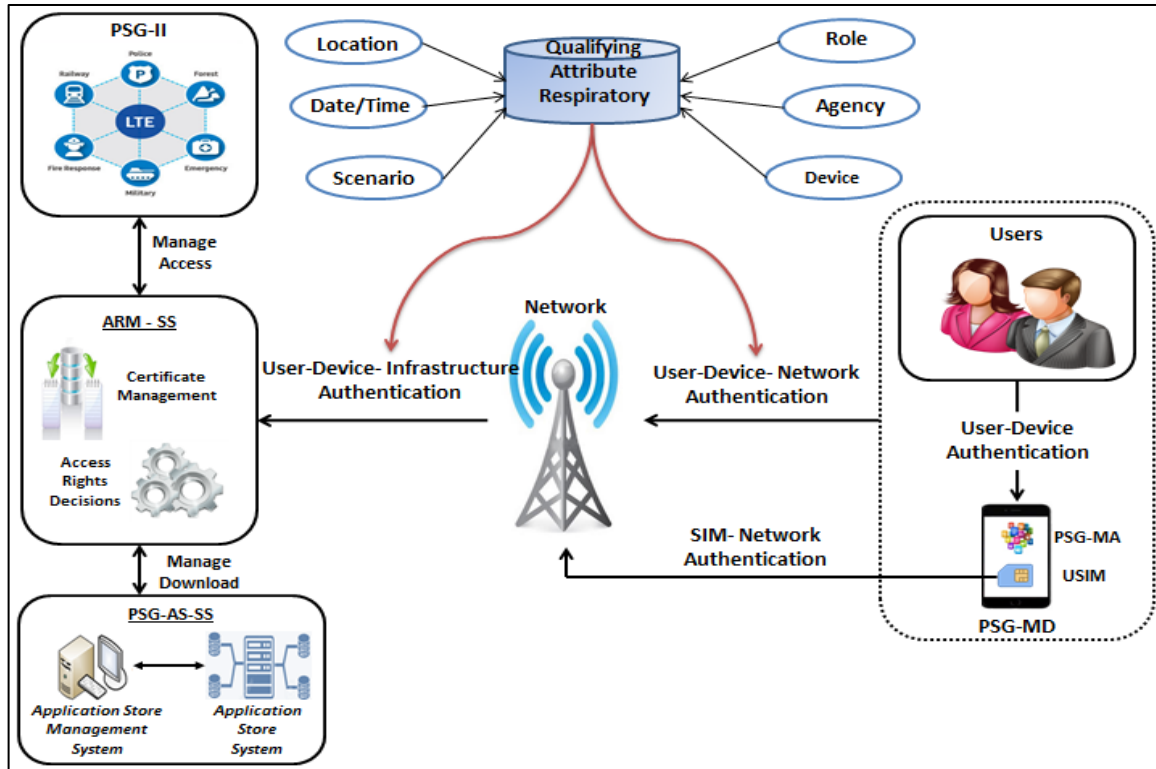 PSG-II
Police
Railway
Forest
P
LTE
Fire Response
Emergency
Military
Location
Date/Time
Scenario
Qualifying
Attribute
Respiratory
Role
Agency
Device
Manage
Access
ARM - SS
Certificate
Management
Access
Rights
Decisions
User-Device- Infrastructure
Authentication
Network
User-Device- Network
Authentication
Users
User-Device
Authentication
SIM- Network
Authentication
PSG-MA
USIM
PSG-MD
Manage
Download
PSG-AS-SS
Application Store
Management
System
Application
Store
System